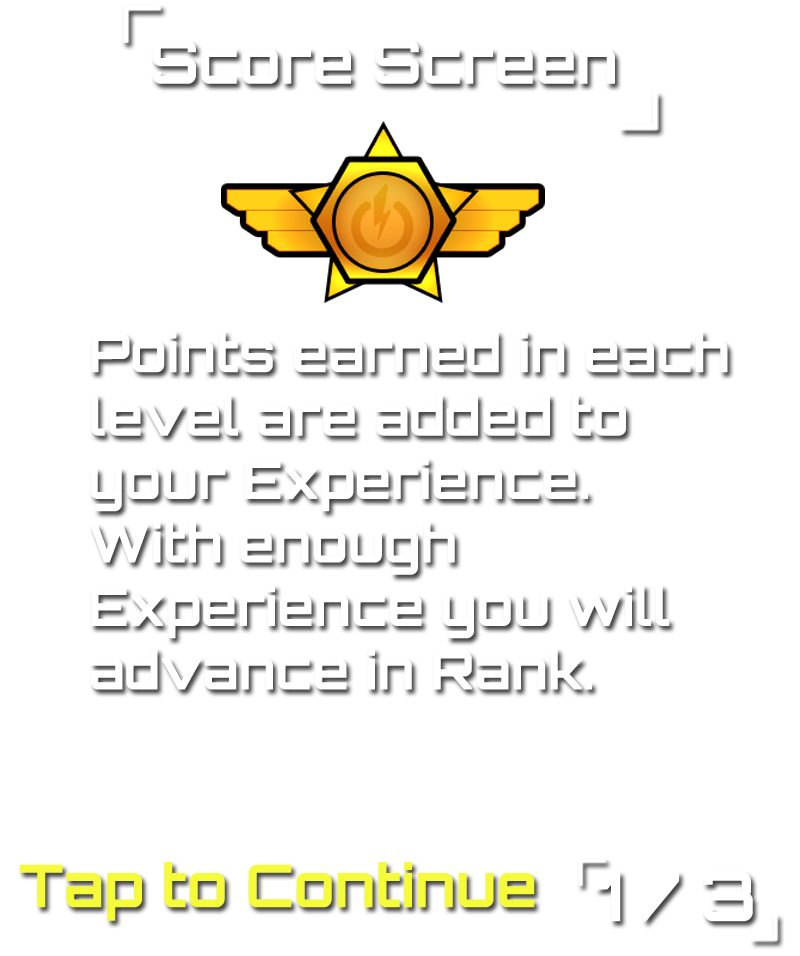 Score Screen
Points earned in each
level are added to
your Experience.
With enough
Experience you will
advance in Rank.
Tap to Continue
1 / 3